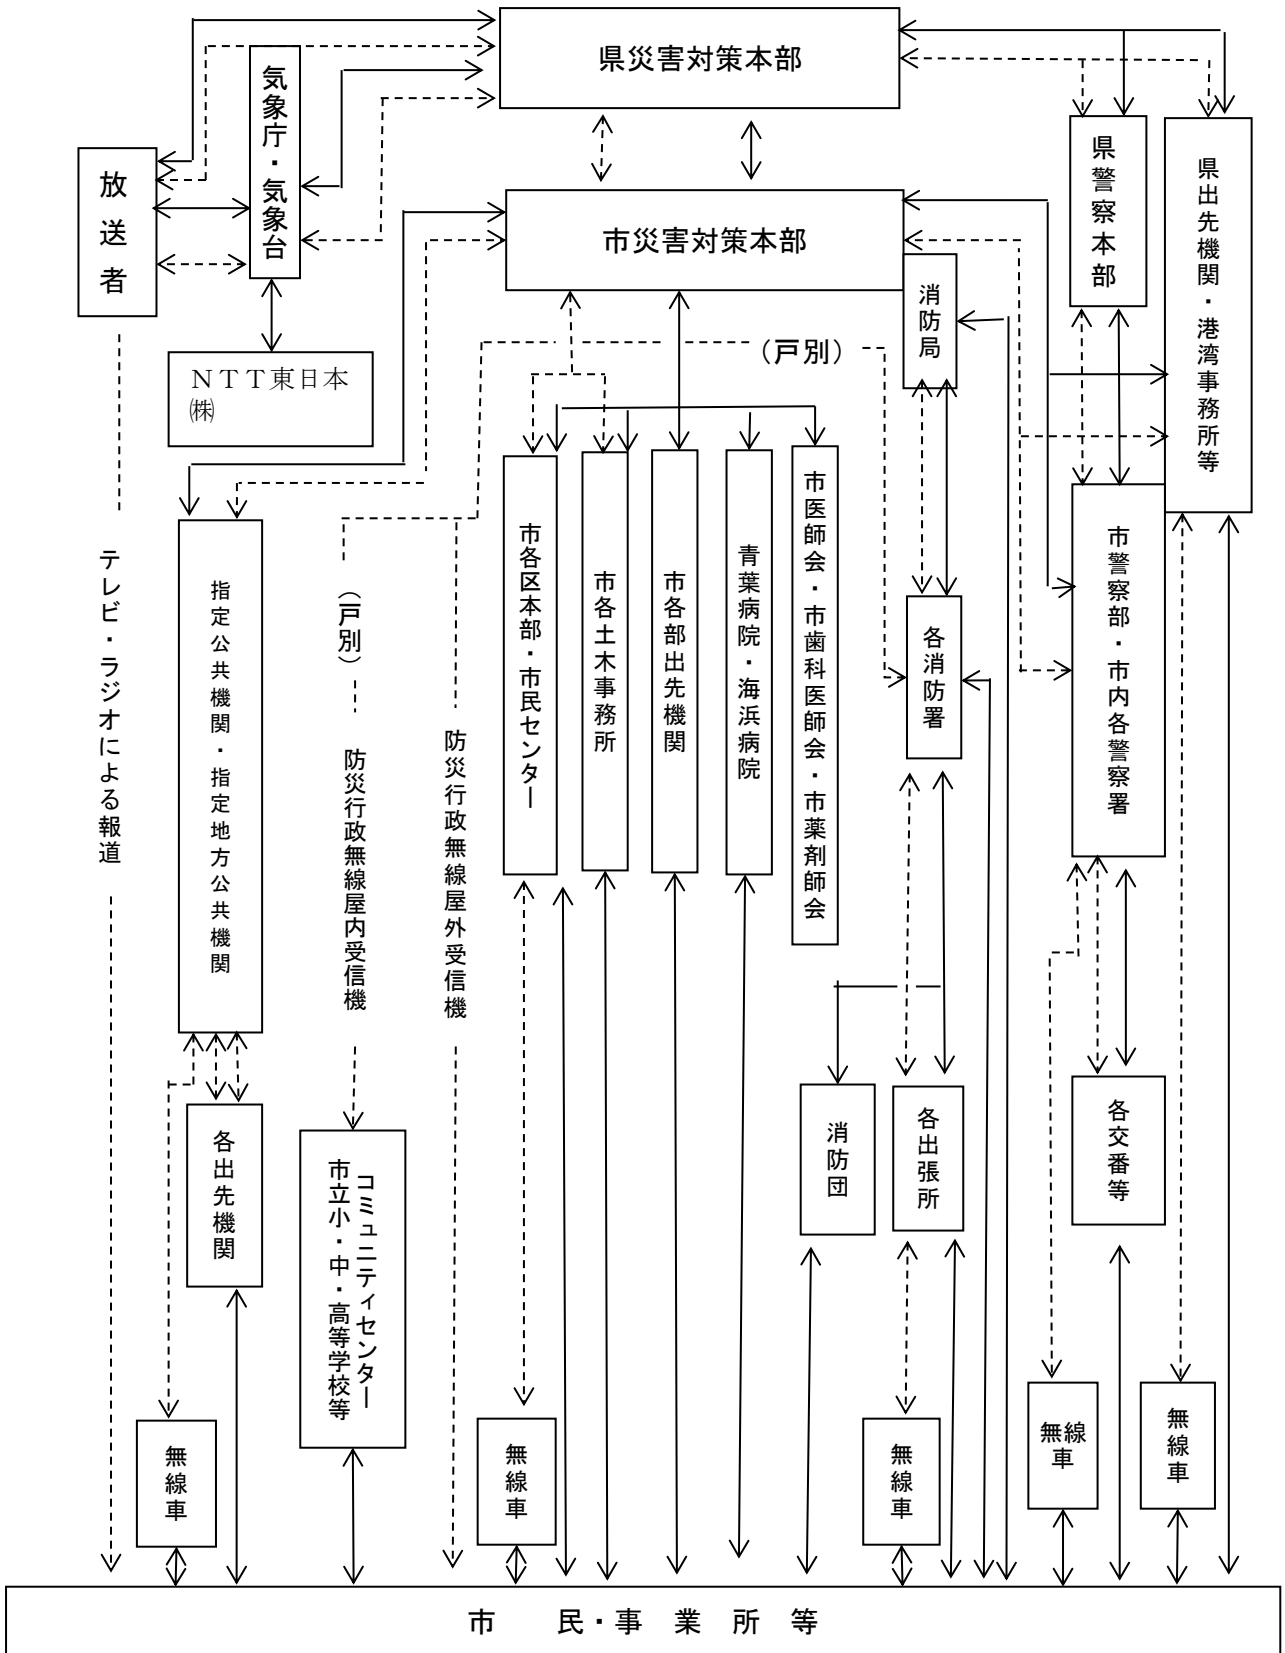 県災害対策本部
気象庁・気象台
放送者
県警察本部
県出先機関・港湾事務所等
市災害対策本部
消防局
ＮＴＴ東日本
㈱
（戸別）
テレビ・ラジオによる報道
指定公共機関・指定地方公共機関
（戸別）
防災行政無線屋内受信機
防災行政無線屋外受信機
市各区本部・市民センター
市各土木事務所
市各部出先機関
青葉病院・海浜病院
市医師会・市歯科医師会・市薬剤師会
各消防署
市警察部・市内各警察署
各出先機関
コミュニティセンター
市立小・中・高等学校等
消防団
各出張所
各交番等
無線車
無線車
無線車
無線
車
無線車
市　民・事　業　所　等